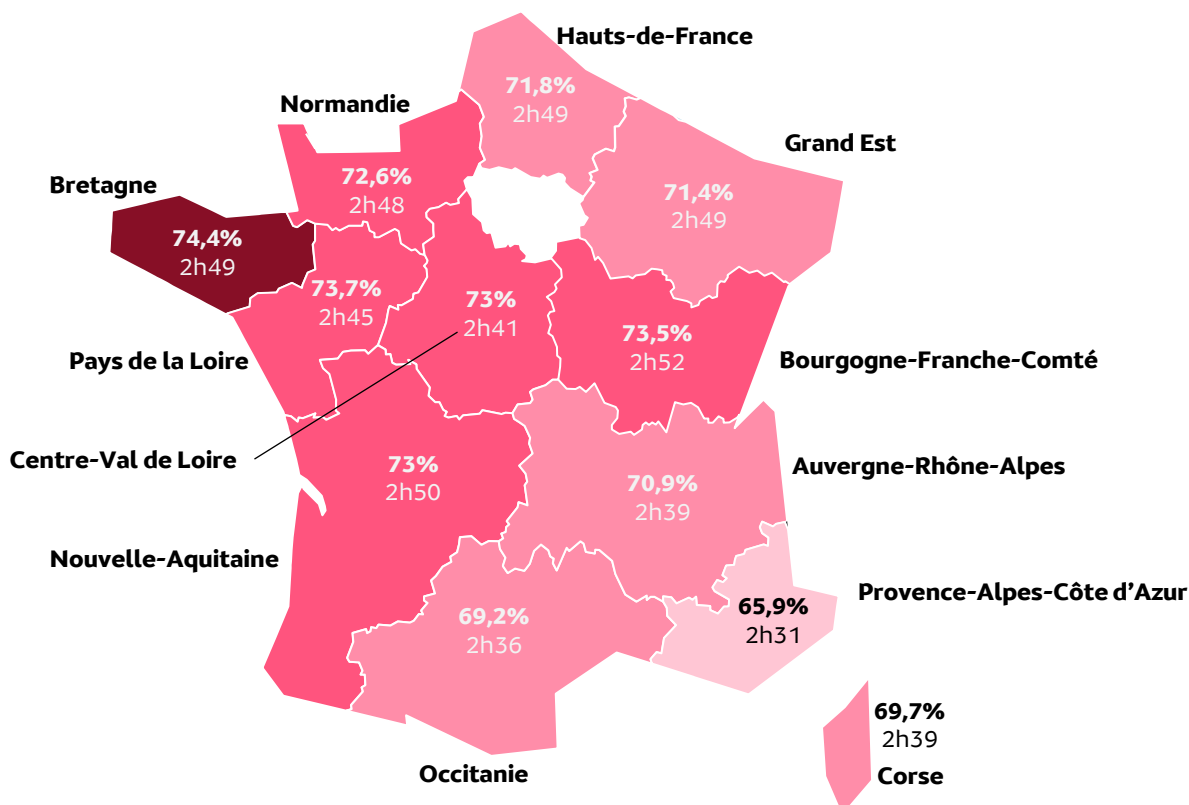 Hauts-de-France
71,8%
2h49
Normandie
72,6%
2h48
Grand Est
71,4%
2h49
Bretagne
74,4%
2h49
73,7%
2h45
Pays de la Loire
73%
2h41
Centre-Val de Loire
73,5%
2h52
Bourgogne-Franche-Comté
73%
2h50
Nouvelle-Aquitaine
70,9%
2h39
Auvergne-Rhône-Alpes
69,2%
2h36
Occitanie
65,9%
2h31
Provence-Alpes-Côte d’Azur
69,7%
2h39
Corse